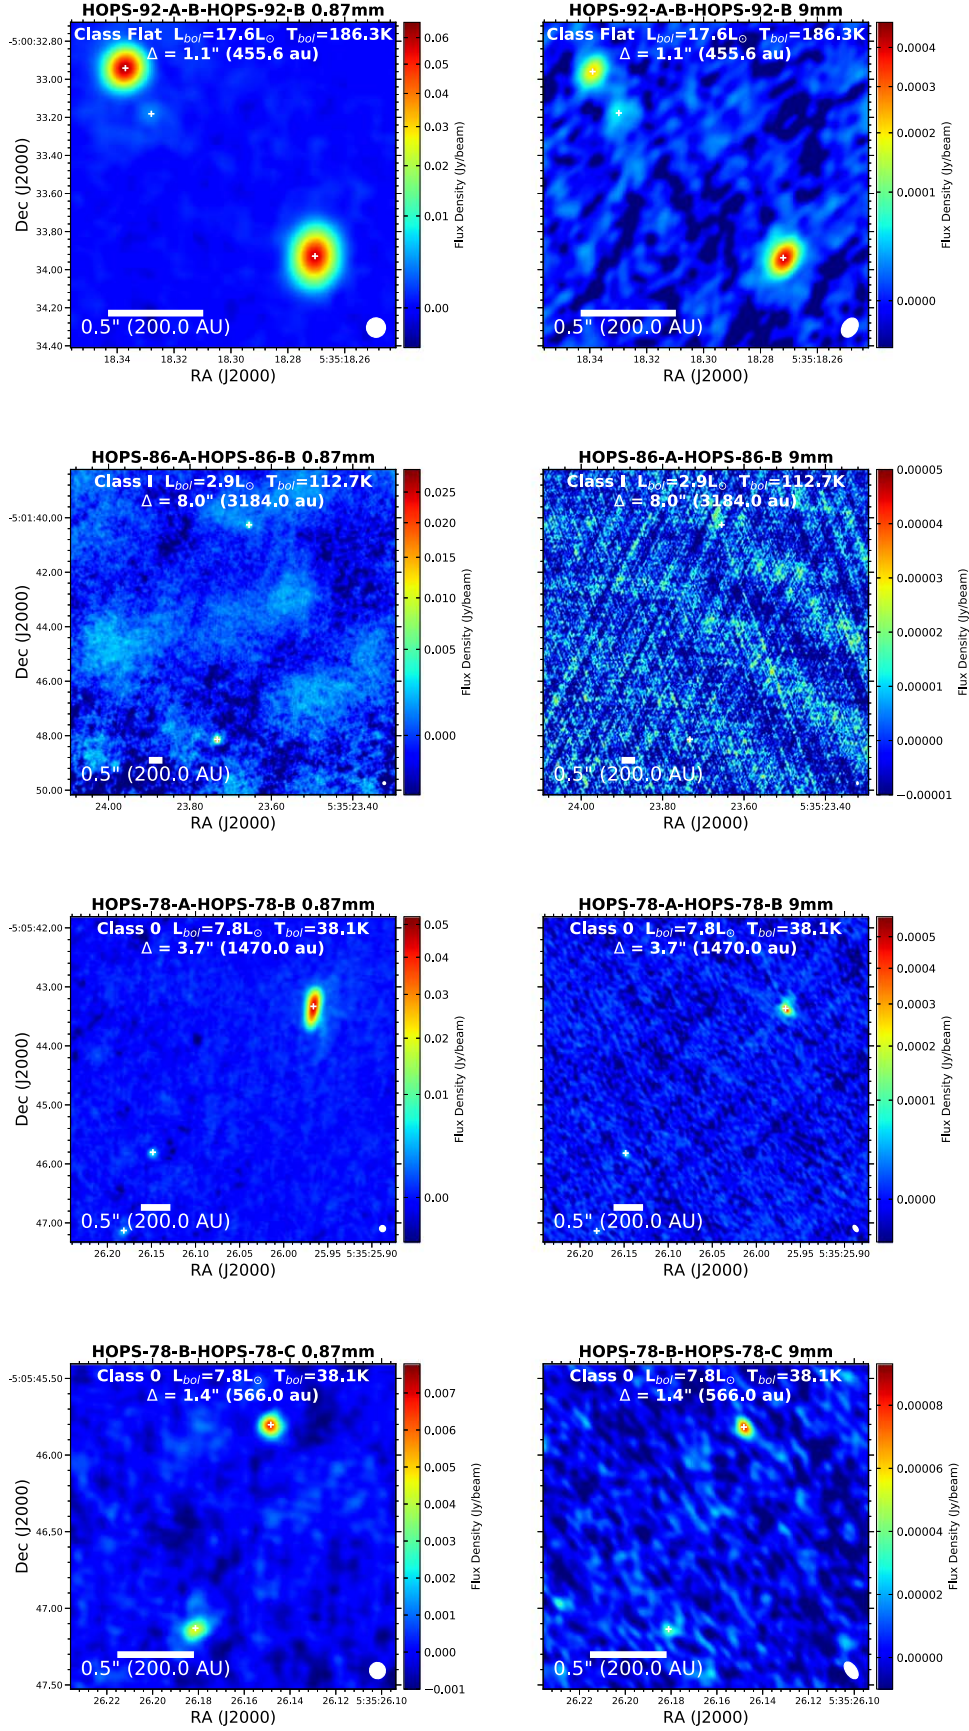 HOPS-92-A-B-HOPS-92-B 0.87mm
Class Flat L_bol=17.6L☉ T_bol=186.3K
Δ = 1.1" (455.6 au)
-5:00:32.80
33.00
33.20
33.40
33.60
33.80
34.00
34.20
34.40
Dec (J2000)
0.5" (200.0 AU)
18.34
18.32
18.30
18.28
5:35:18.26
RA (J2000)
0.06
0.05
0.04
0.03
0.02
0.01
0.00
Flux Density (Jy/beam)
HOPS-92-A-B-HOPS-92-B 9mm
Class Flat L_bol=17.6L☉ T_bol=186.3K
Δ = 1.1" (455.6 au)
0.5" (200.0 AU)
18.34
18.32
18.30
18.28
5:35:18.26
RA (J2000)
0.0004
0.0003
0.0002
0.0001
0.0000
Flux Density (Jy/beam)
HOPS-86-A-HOPS-86-B 0.87mm
Class I L_bol=2.9L☉ T_bol=112.7K
Δ = 8.0" (3184.0 au)
-5:01:40.00
42.00
44.00
46.00
48.00
50.00
Dec (J2000)
0.5" (200.0 AU)
24.00
23.80
23.60
5:35:23.40
RA (J2000)
0.025
0.020
0.015
0.010
0.005
0.000
Flux Density (Jy/beam)
HOPS-86-A-HOPS-86-B 9mm
Class I L_bol=2.9L☉ T_bol=112.7K
Δ = 8.0" (3184.0 au)
0.5" (200.0 AU)
24.00
23.80
23.60
5:35:23.40
RA (J2000)
0.00005
0.00004
0.00003
0.00002
0.00001
0.00000
−0.00001
Flux Density (Jy/beam)
HOPS-78-A-HOPS-78-B 0.87mm
Class 0 L_bol=7.8L☉ T_bol=38.1K
Δ = 3.7" (1470.0 au)
-5:05:42.00
43.00
44.00
45.00
46.00
47.00
Dec (J2000)
0.5" (200.0 AU)
26.20
26.15
26.10
26.05
26.00
25.95
5:35:25.90
RA (J2000)
0.05
0.04
0.03
0.02
0.01
0.00
Flux Density (Jy/beam)
HOPS-78-A-HOPS-78-B 9mm
Class 0 L_bol=7.8L☉ T_bol=38.1K
Δ = 3.7" (1470.0 au)
0.5" (200.0 AU)
26.20
26.15
26.10
26.05
26.00
25.95
5:35:25.90
RA (J2000)
0.0005
0.0004
0.0003
0.0002
0.0001
0.0000
Flux Density (Jy/beam)
HOPS-78-B-HOPS-78-C 0.87mm
Class 0 L_bol=7.8L☉ T_bol=38.1K
Δ = 1.4" (566.0 au)
-5:05:45.50
46.00
46.50
47.00
47.50
Dec (J2000)
0.5" (200.0 AU)
26.22
26.20
26.18
26.16
26.14
26.12
5:35:26.10
RA (J2000)
0.007
0.006
0.005
0.004
0.003
0.002
0.001
0.000
−0.001
Flux Density (Jy/beam)
HOPS-78-B-HOPS-78-C 9mm
Class 0 L_bol=7.8L☉ T_bol=38.1K
Δ = 1.4" (566.0 au)
0.5" (200.0 AU)
26.22
26.20
26.18
26.16
26.14
26.12
5:35:26.10
RA (J2000)
0.00008
0.00006
0.00004
0.00002
0.00000
Flux Density (Jy/beam)